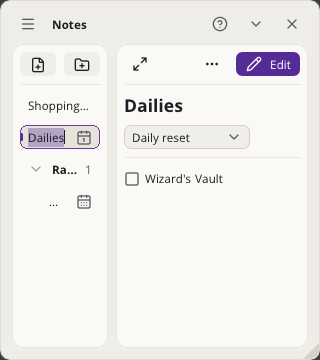 Notes
Edit
Shopping...
Dailies
Ra... 1
...
Dailies
Daily reset
Wizard's Vault